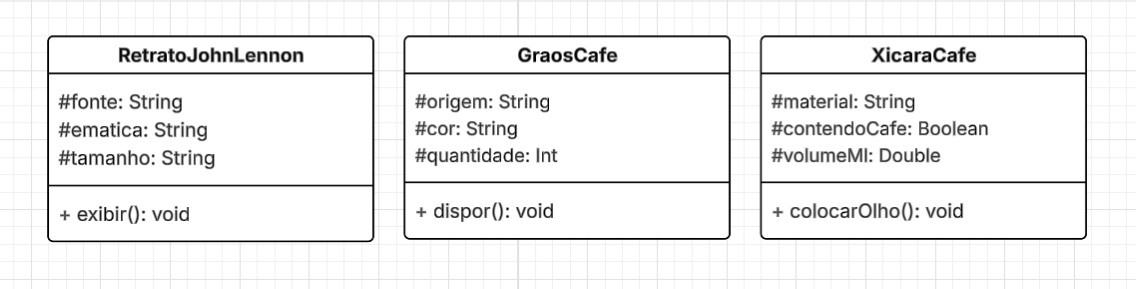 RetratoJohnLennon
#fonte: String
#ematica: String
#tamanho: String
+ exibir(): void
GraosCafe
#origem: String
#cor: String
#quantidade: Int
+ dispor(): void
XicaraCafe
#material: String
#contendoCafe: Boolean
#volumeMl: Double
+ colocarOlho(): void